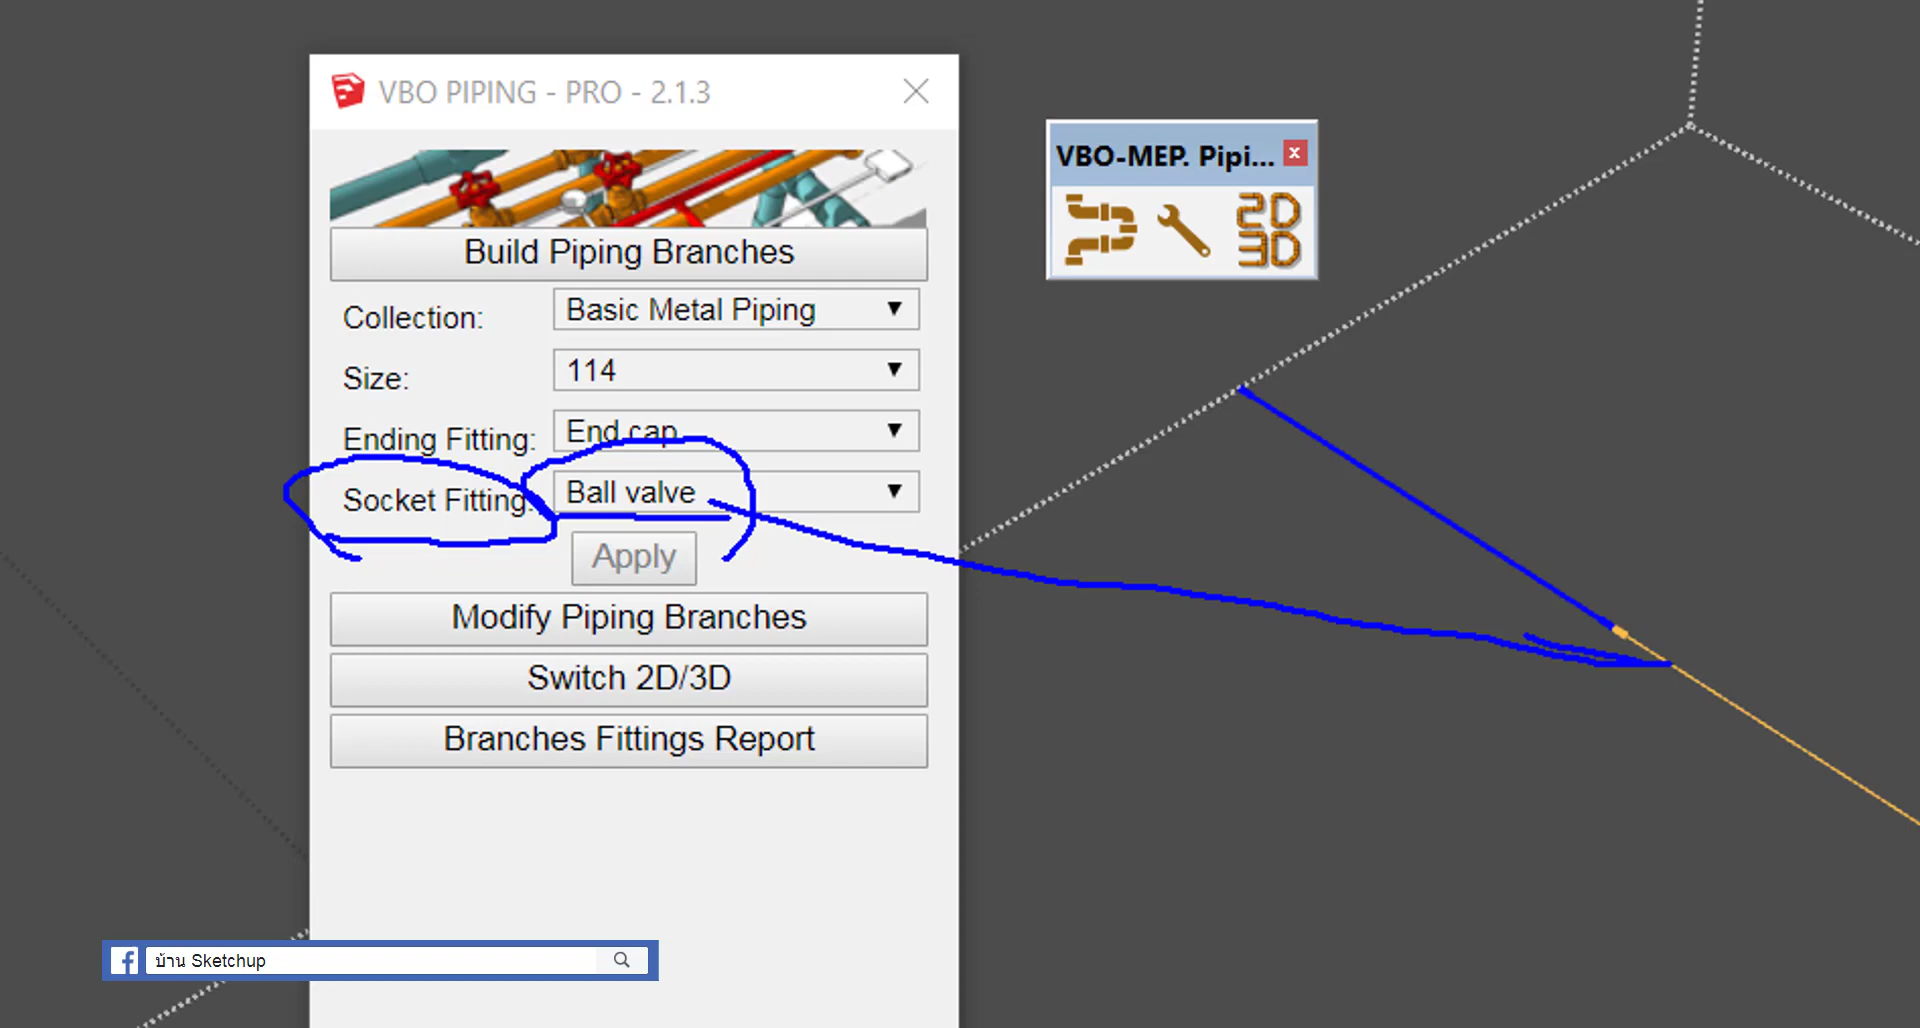 VBO PIPING - PRO - 2.1.3
VBO-MEP. Pipi...
2D
3D
Build Piping Branches
Collection: Basic Metal Piping
Size: 114
Ending Fitting: End cap
Socket Fitting: Ball valve
Apply
Modify Piping Branches
Switch 2D/3D
Branches Fittings Report
บ้าน Sketchup